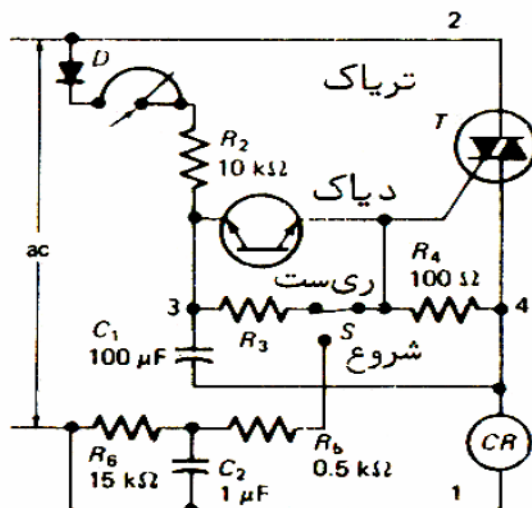 2
D
تریاک
T
R2
10 kΩ
دیاک
ac
R4
100 Ω
ری‌ست
3
4
R3
S
C1
100 μF
شروع
CR
R6
15 kΩ
Rb
0.5 kΩ
C2
1 μF
1